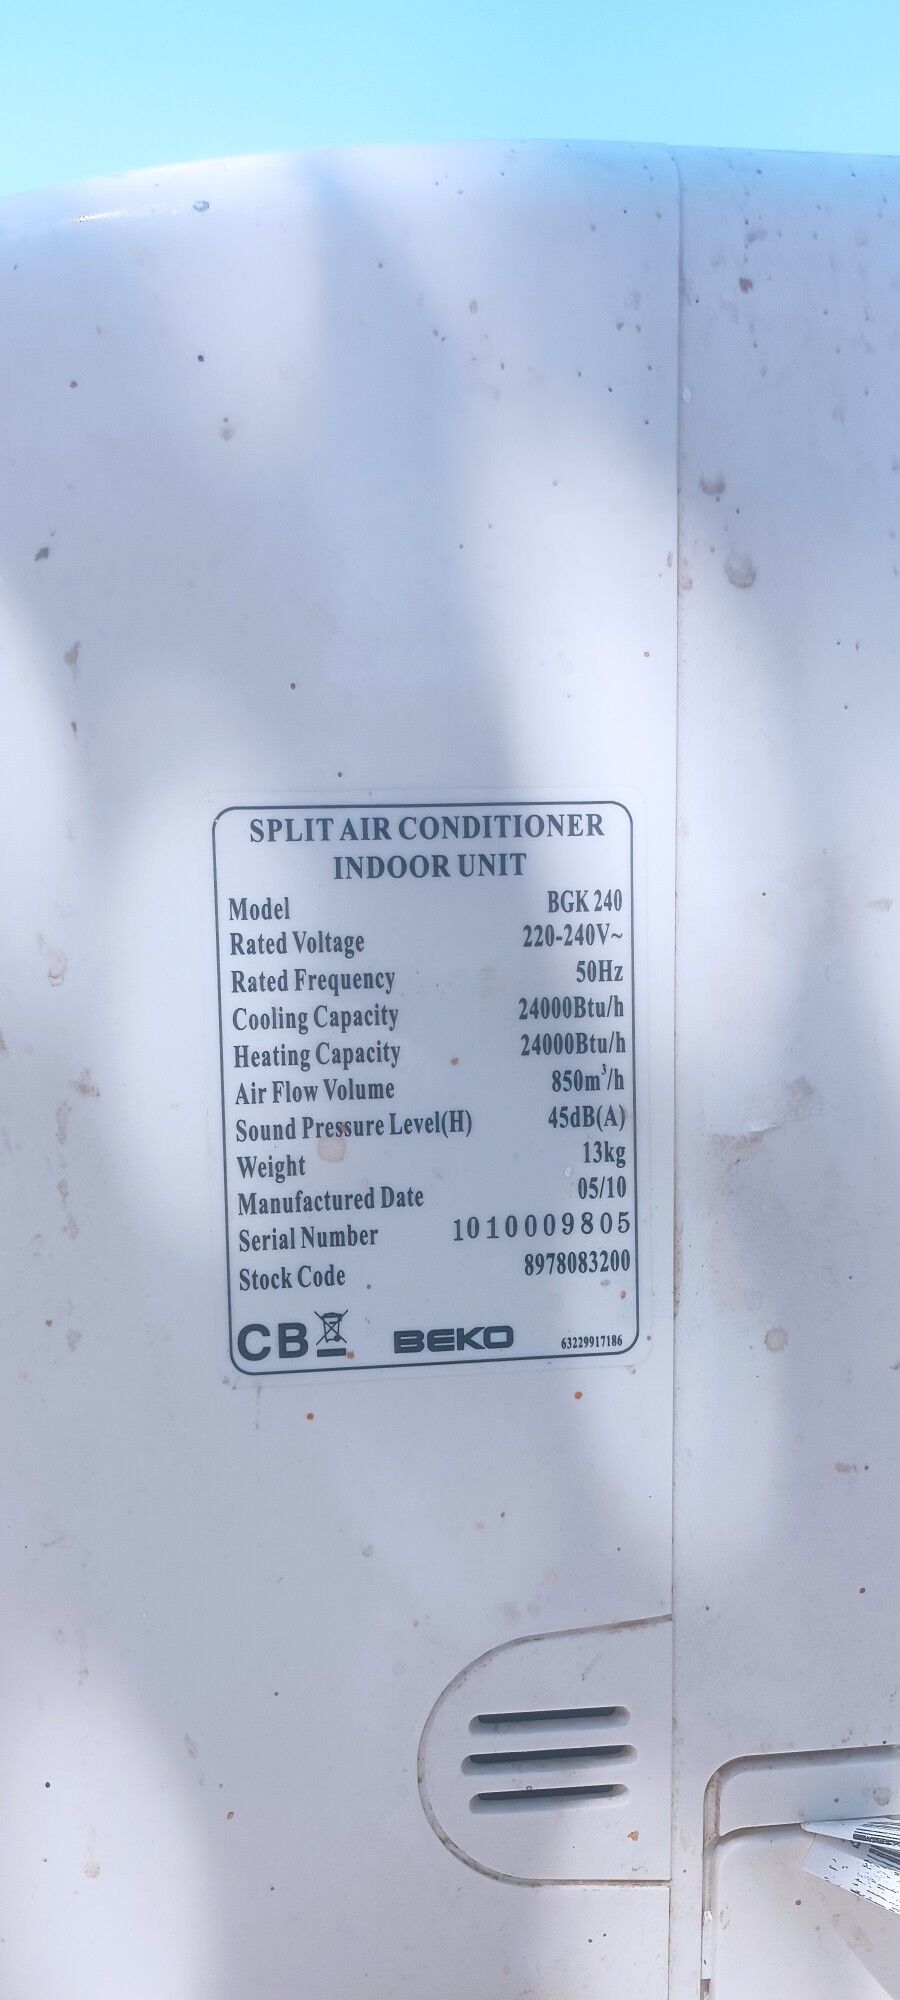 SPLIT AIR CONDITIONER
INDOOR UNIT
Model BGK 240
Rated Voltage 220-240V~
Rated Frequency 50Hz
Cooling Capacity 24000Btu/h
Heating Capacity 24000Btu/h
Air Flow Volume 850m³/h
Sound Pressure Level(H) 45dB(A)
Weight 13kg
Manufactured Date 05/10
Serial Number 1010009805
Stock Code 8978083200
CB BEKO 63229917186